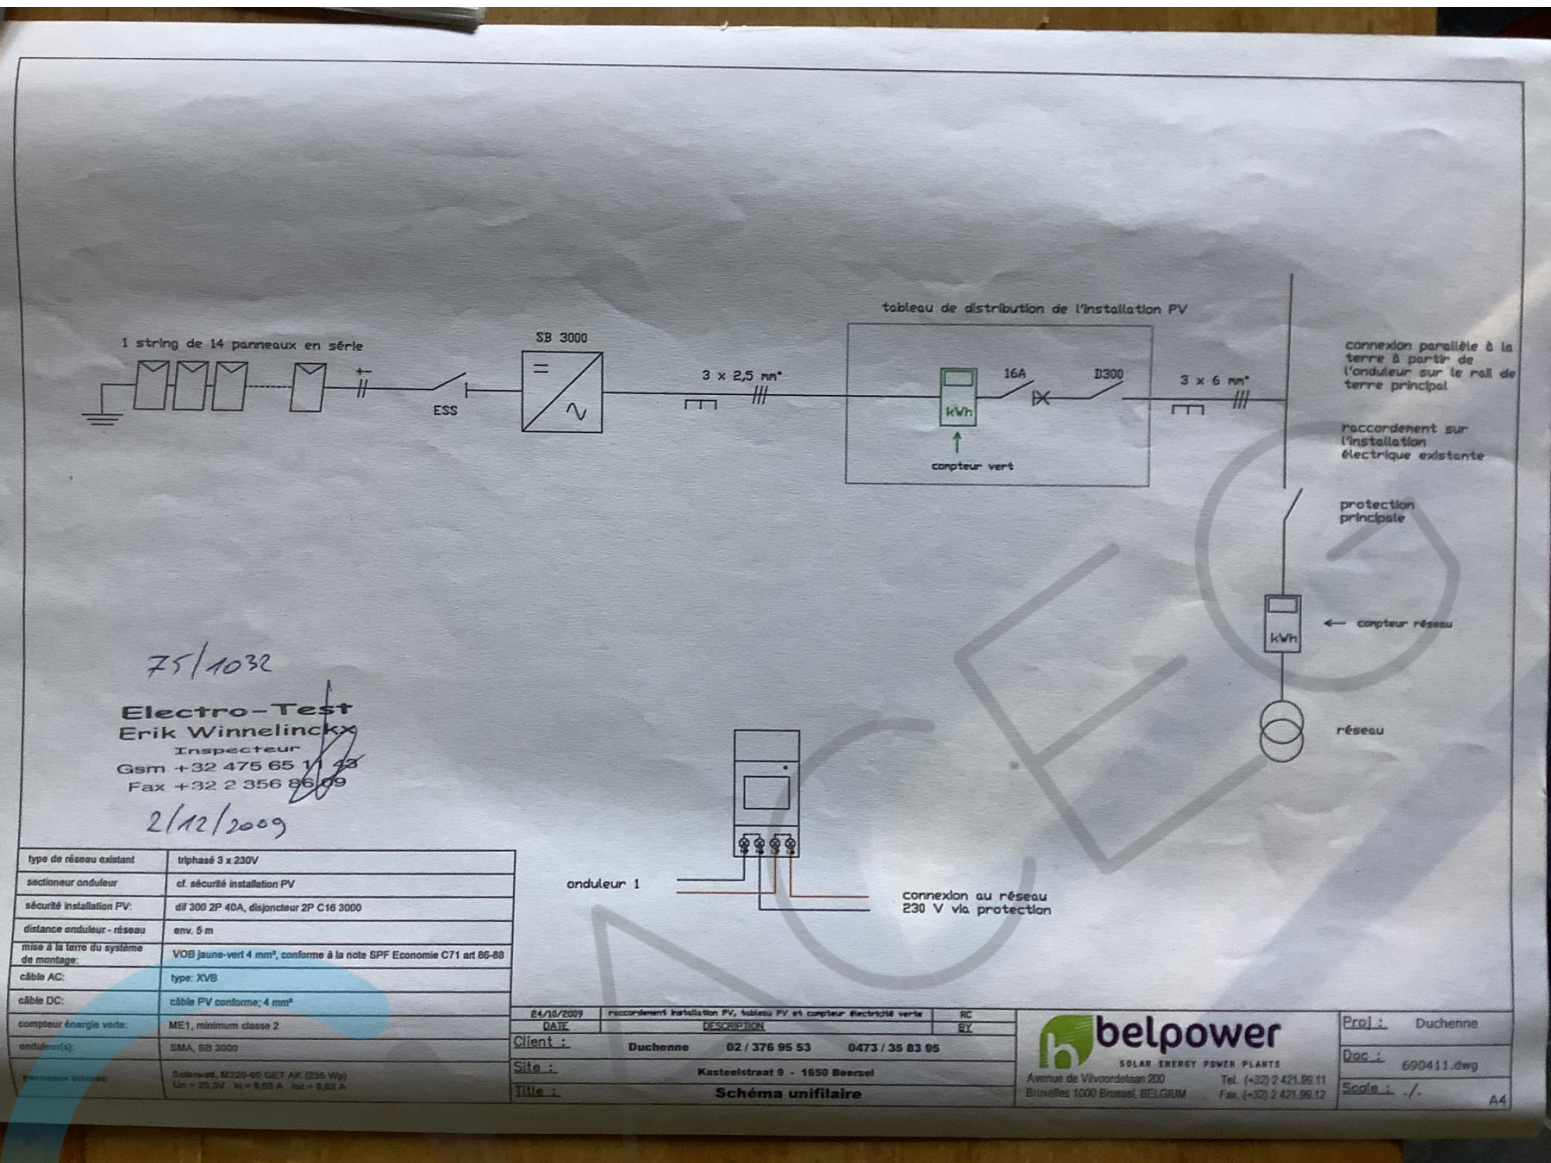 tableau de distribution de l'installation PV
1 string de 14 panneaux en série
+-
ESS
SB 3000
3 x 2,5 mm²
kWh
compteur vert
16A
D300
3 x 6 mm²
connexion parallèle à la
terre à partir de
l'onduleur sur le rail de
terre principal
raccordement sur
l'installation
électrique existante
protection
principale
kWh
compteur réseau
réseau
75/1032
Electro-Test
Erik Winnelinckx
Inspecteur
Gsm +32 475 65 11 43
Fax +32 2 356 86 09
2/12/2009
onduleur 1
connexion au réseau
230 V via protection
type de réseau existant triphasé 3 x 230V
sectioneur onduleur cf. sécurité installation PV
sécurité installation PV: dif 300 2P 40A, disjoncteur 2P C16 3000
distance onduleur - réseau env. 5 m
mise à la terre du système
de montage: VOB jaune-vert 4 mm², conforme à la note SPF Economie C71 art 86-88
câble AC: type: XVB
câble DC: câble PV conforme; 4 mm²
compteur énergie verte: ME1, minimum classe 2
onduleur(s): SMA, SB 3000
24/10/2009 raccordement installation PV, tableau PV et compteur électricité verte RC
DATE DESCRIPTION BY
Client : Duchenne 02 / 376 95 53 0473 / 35 83 95
Site : Kasteelstraat 9 - 1650 Beersel
Title : Schéma unifilaire
belpower
SOLAR ENERGY POWER PLANTS
Avenue de Vilvoordelaan 200 Tel. (+32) 2 421.99.11
Bruxelles 1000 Brussel, BELGIUM Fax. (+32) 2 421.99.12
Proj : Duchenne
Doc : 690411.dwg
Scale : ./. A4
ACEG